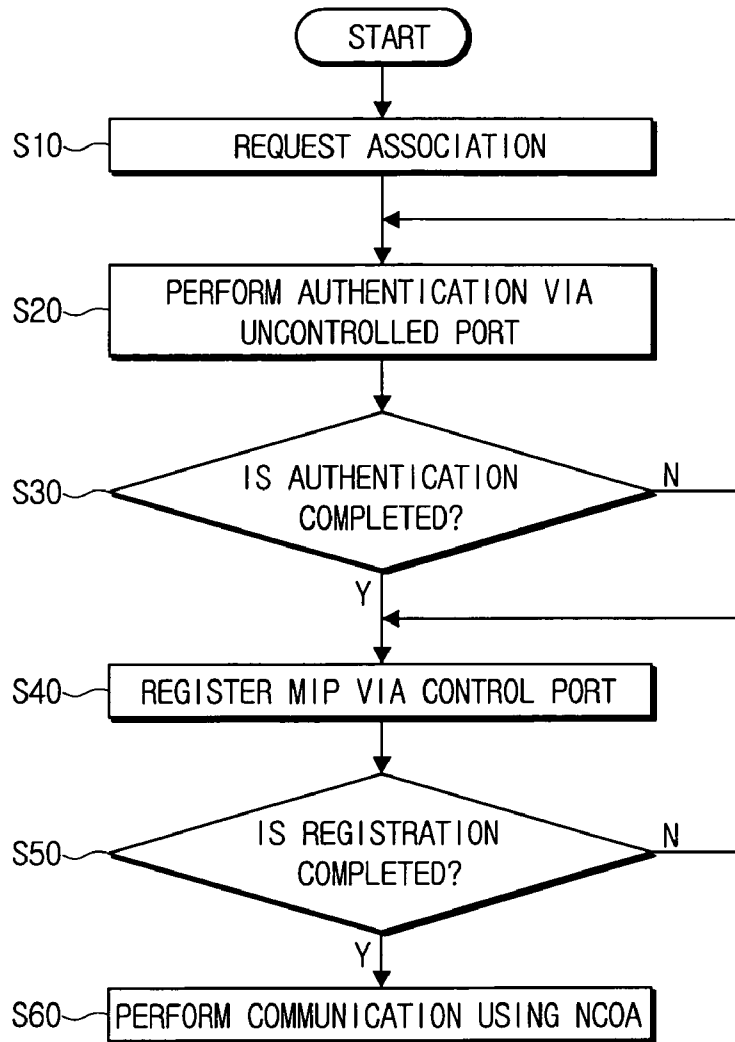 START
S10
REQUEST ASSOCIATION
S20
PERFORM AUTHENTICATION VIA
UNCONTROLLED PORT
S30
IS AUTHENTICATION
COMPLETED?
N
Y
S40
REGISTER MIP VIA CONTROL PORT
S50
IS REGISTRATION
COMPLETED?
N
Y
S60
PERFORM COMMUNICATION USING NCOA